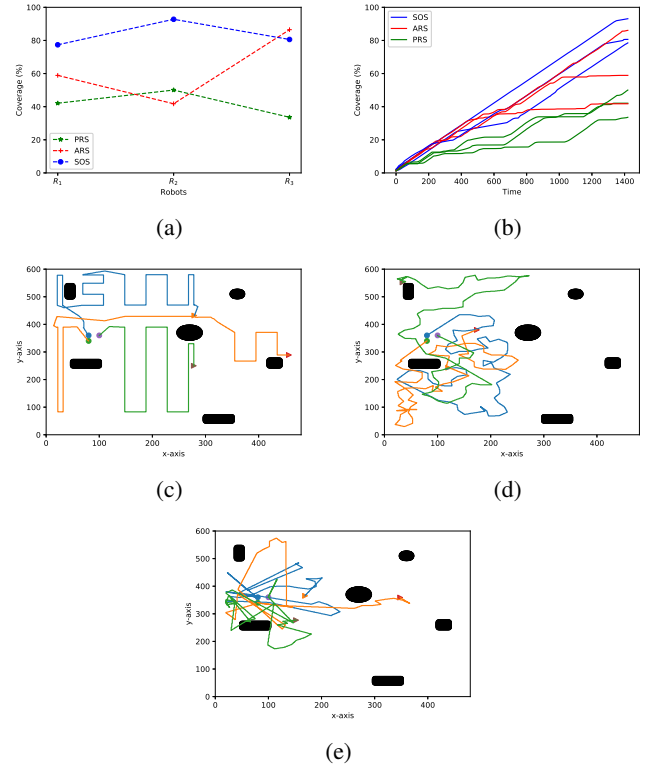 100
80
60
40
20
0
Coverage (%)
PRS
ARS
SOS
R1 R2 R3
Robots
(a)
100
80
60
40
20
0
Coverage (%)
SOS
ARS
PRS
0 200 400 600 800 1000 1200 1400
Time
(b)
600
500
400
300
200
100
0
y-axis
0 100 200 300 400
x-axis
(c)
600
500
400
300
200
100
0
y-axis
0 100 200 300 400
x-axis
(d)
600
500
400
300
200
100
0
y-axis
0 100 200 300 400
x-axis
(e)